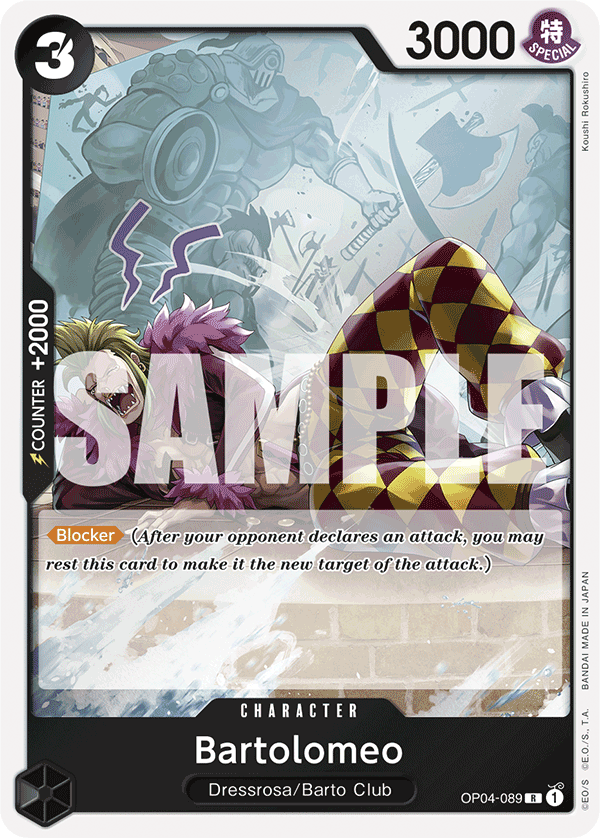 3
3000
特
SPECIAL
Koushi Rokushiro
COUNTER +2000
SAMPLE
Blocker (After your opponent declares an attack, you may
rest this card to make it the new target of the attack.)
CHARACTER
Bartolomeo
Dressrosa/Barto Club
OP04-089 R 1
©EO/S ©E.O./S., T.A. BANDAI MADE IN JAPAN